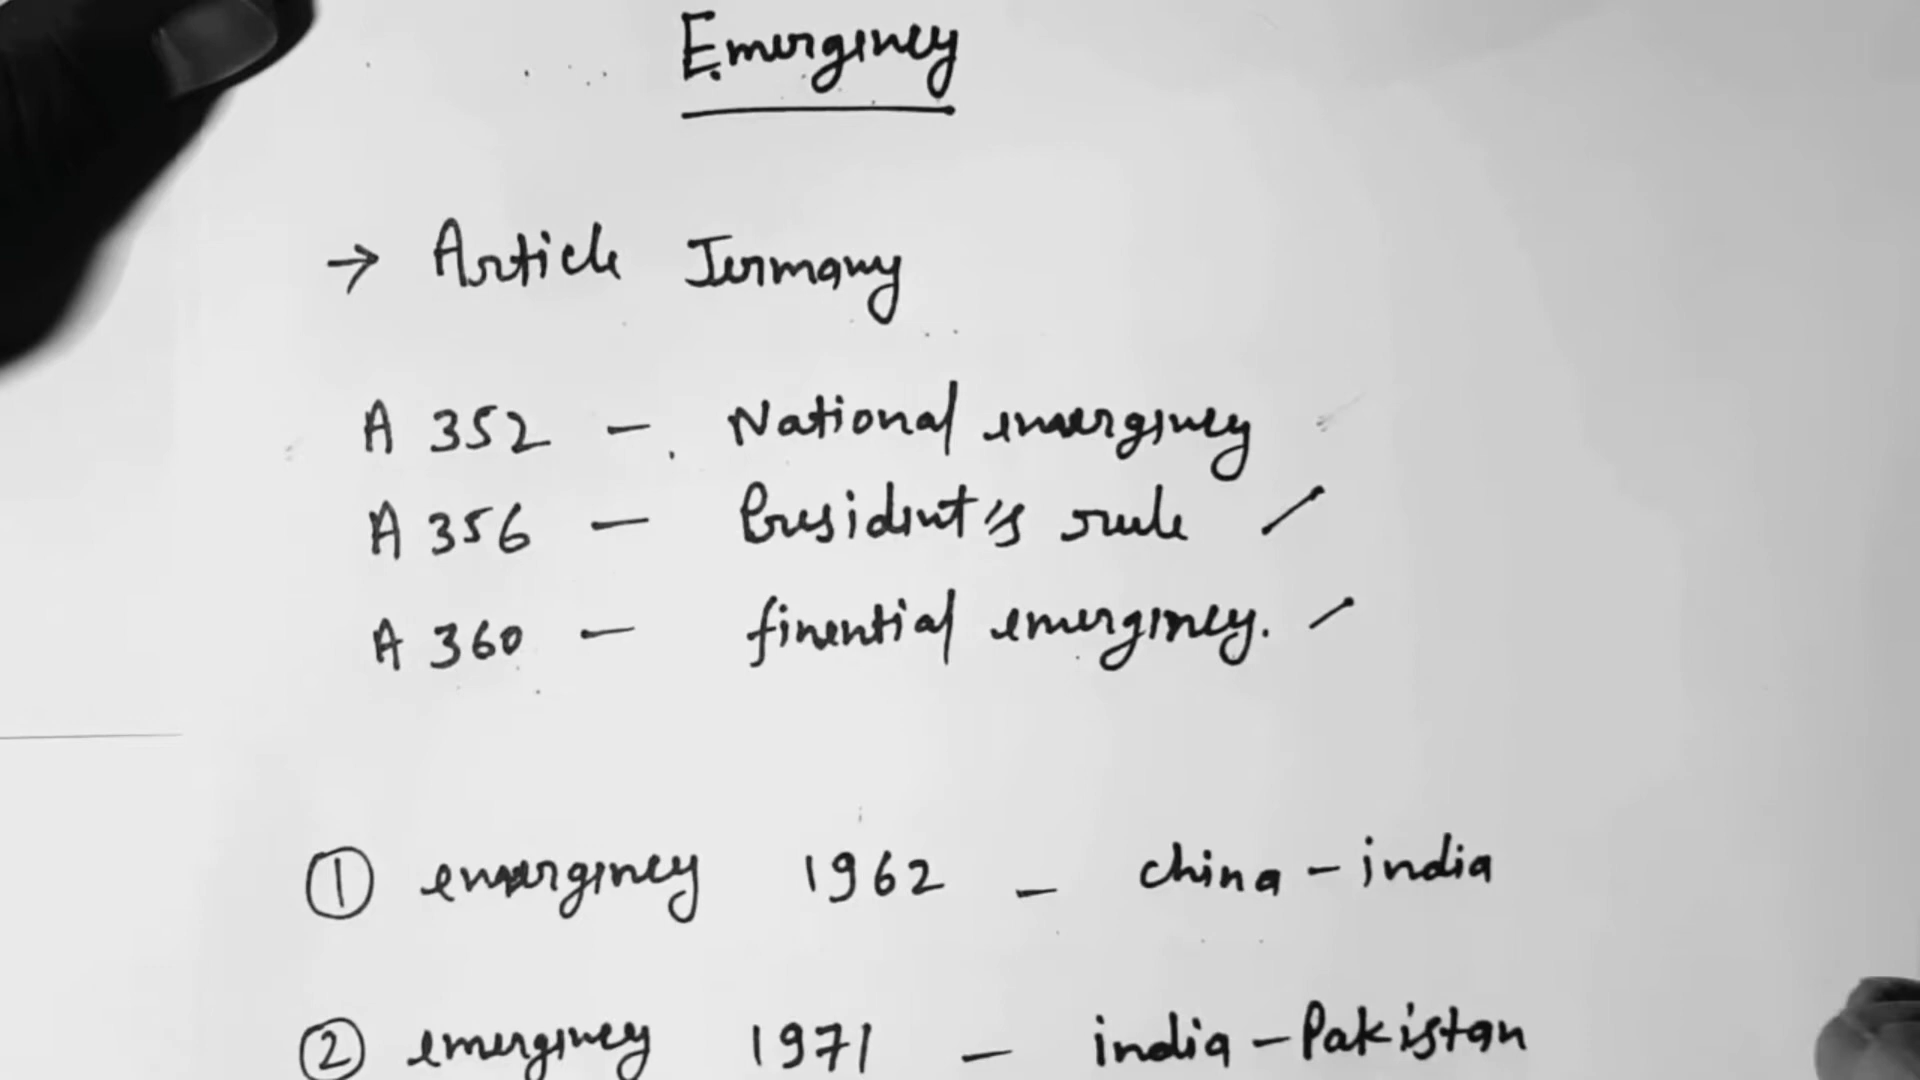 Emergency
→ Article Jermany
A 352 – National emergency
A 356 – President's rule
A 360 – finential emergency.
① emergency 1962 – china – india
② emergency 1971 – india – Pakistan